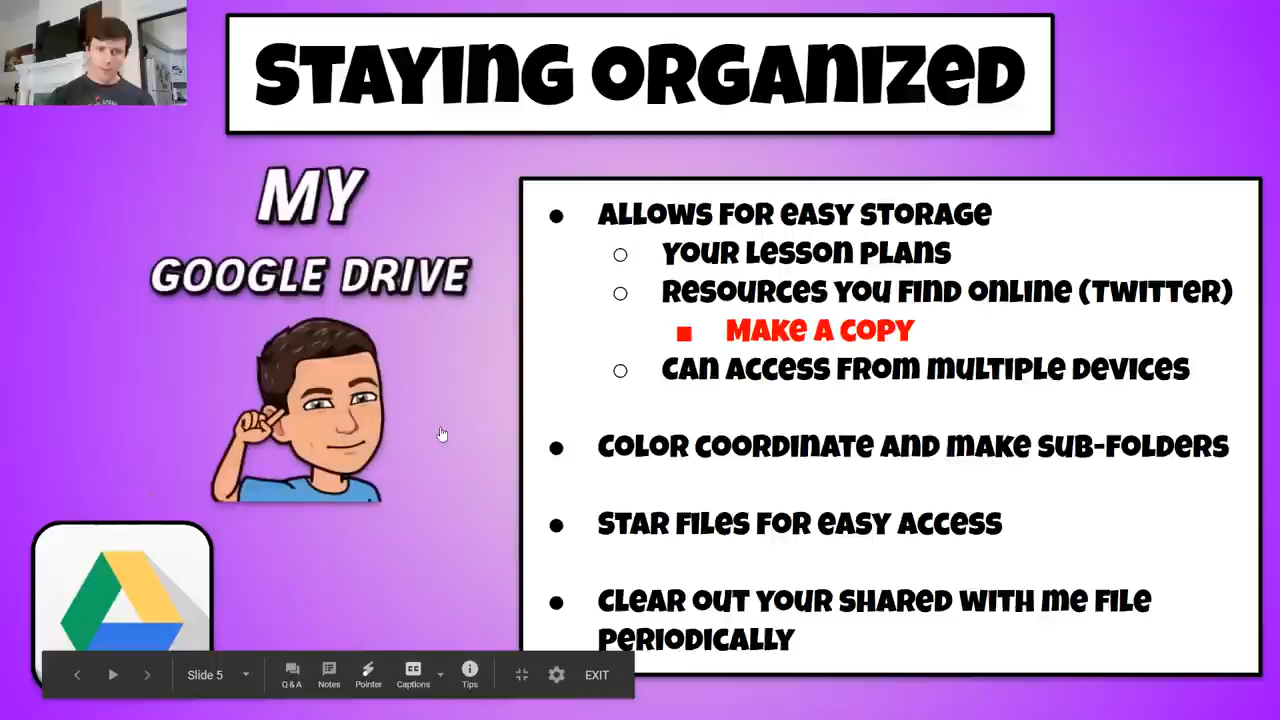 STAYING ORGANIZED
MY
GOOGLE DRIVE
● ALLOWS FOR EASY STORAGE
○ YOUR LESSON PLANS
○ RESOURCES YOU FIND ONLINE (TWITTER)
■ MAKE A COPY
○ CAN ACCESS FROM MULTIPLE DEVICES
● COLOR COORDINATE AND MAKE SUB-FOLDERS
● STAR FILES FOR EASY ACCESS
● CLEAR OUT YOUR SHARED WITH ME FILE
PERIODICALLY
Slide 5
Q & A
Notes
Pointer
CC
Captions
Tips
EXIT